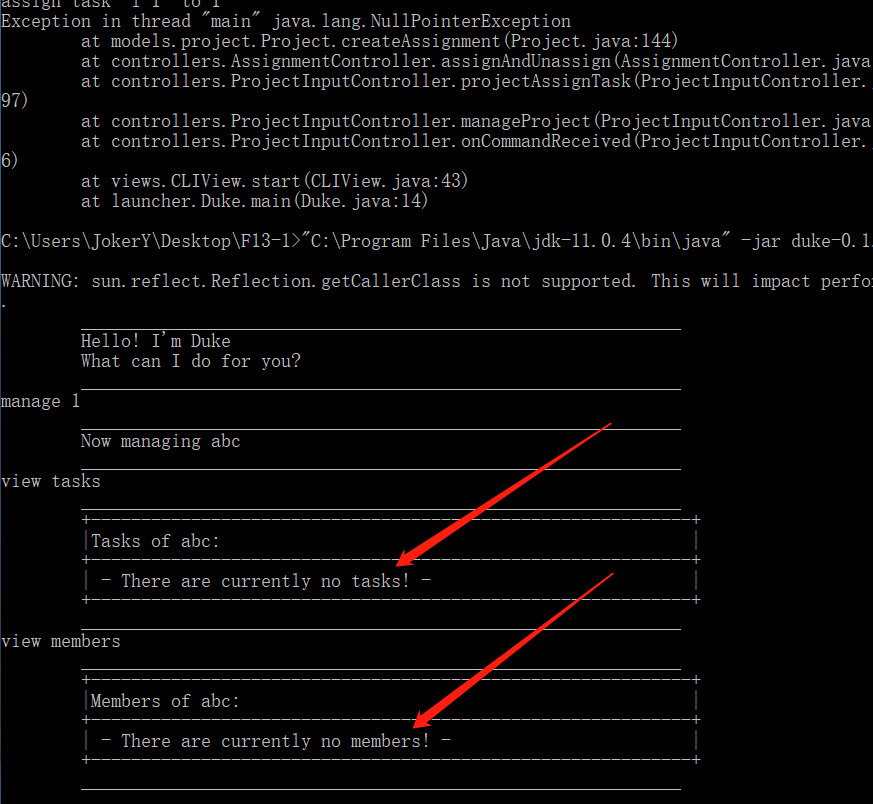 assign task 1 1 to 1
Exception in thread "main" java.lang.NullPointerException
at models.project.Project.createAssignment(Project.java:144)
at controllers.AssignmentController.assignAndUnassign(AssignmentController.java
at controllers.ProjectInputController.projectAssignTask(ProjectInputController.
97)
at controllers.ProjectInputController.manageProject(ProjectInputController.java
at controllers.ProjectInputController.onCommandReceived(ProjectInputController.
6)
at views.CLIView.start(CLIView.java:43)
at launcher.Duke.main(Duke.java:14)
C:\Users\JokerY\Desktop\F13-1>"C:\Program Files\Java\jdk-11.0.4\bin\java" -jar duke-0.1.
WARNING: sun.reflect.Reflection.getCallerClass is not supported. This will impact perfo
.
Hello! I'm Duke
What can I do for you?
manage 1
Now managing abc
view tasks
Tasks of abc:
- There are currently no tasks! -
view members
Members of abc:
- There are currently no members! -